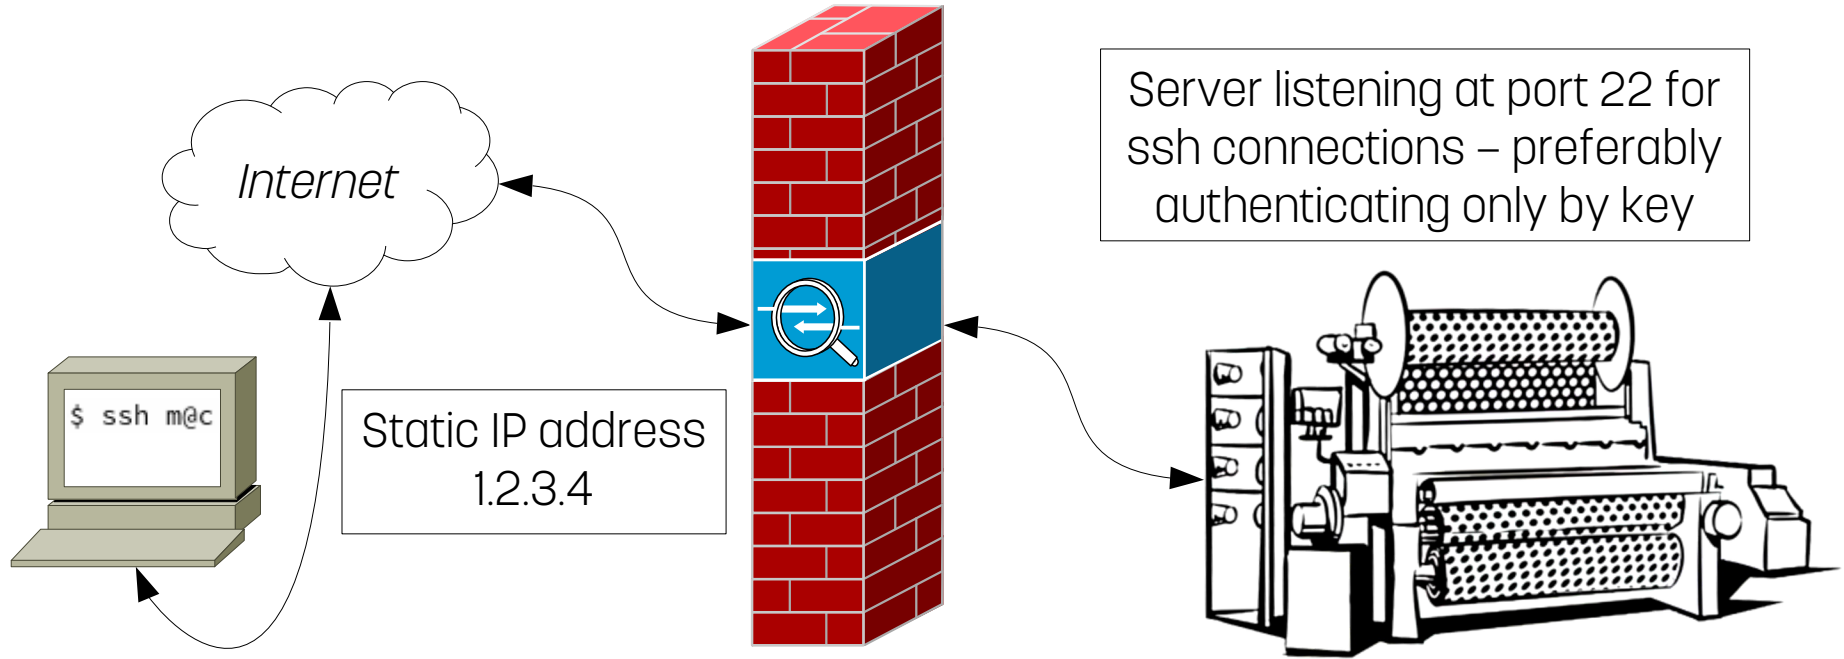 Internet
$ ssh m@c
Static IP address
1.2.3.4
Server listening at port 22 for
ssh connections – preferably
authenticating only by key